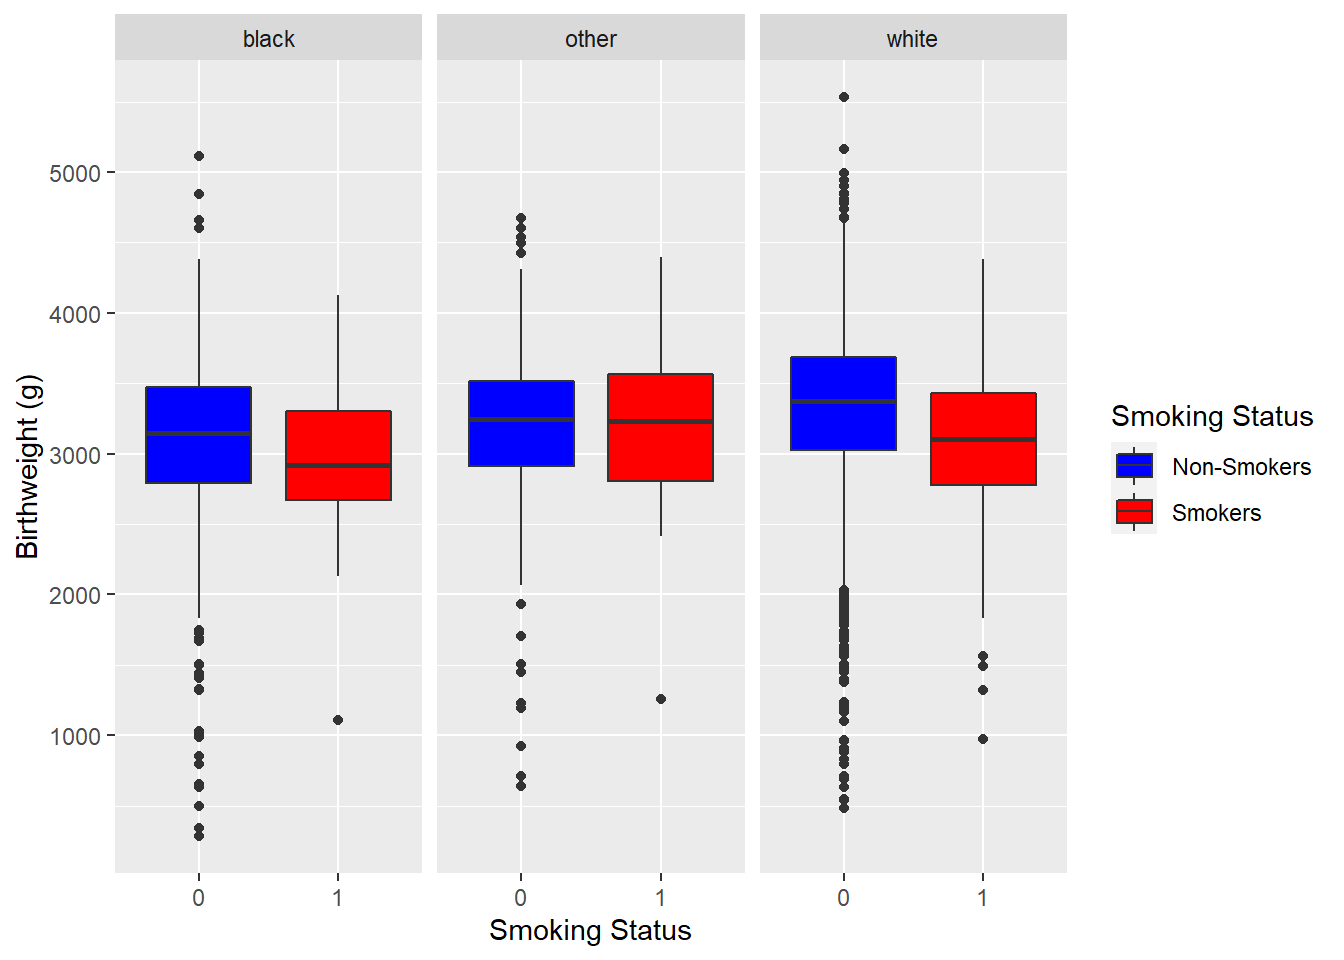 black other white
5000
4000
3000
2000
1000
Birthweight (g)
0 1 0 1 0 1
Smoking Status
Smoking Status
Non-Smokers
Smokers